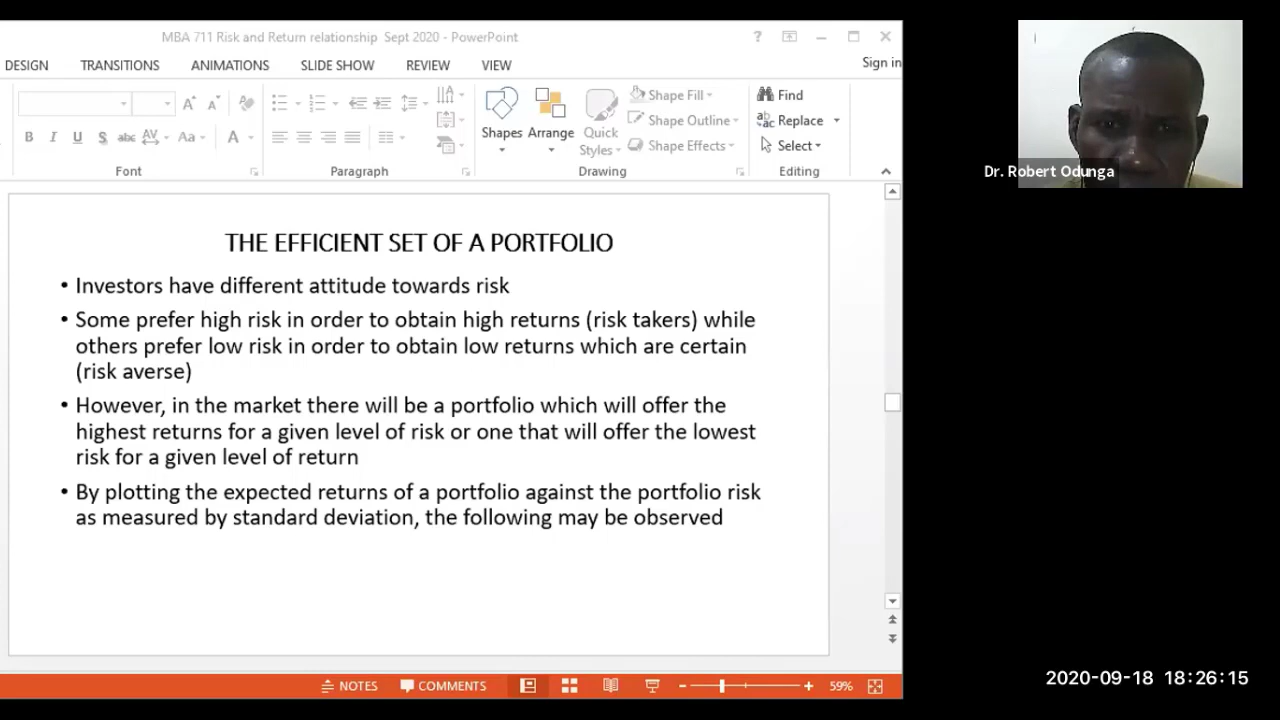 MBA 711 Risk and Return relationship Sept 2020 - PowerPoint
?
DESIGN TRANSITIONS ANIMATIONS SLIDE SHOW REVIEW VIEW Sign in
Shapes Arrange Quick Styles
Shape Fill
Shape Outline
Shape Effects
Find
Replace
Select
B I U S abc AV Aa A
Font Paragraph Drawing Editing
Dr. Robert Odunga
THE EFFICIENT SET OF A PORTFOLIO
• Investors have different attitude towards risk
• Some prefer high risk in order to obtain high returns (risk takers) while
others prefer low risk in order to obtain low returns which are certain
(risk averse)
• However, in the market there will be a portfolio which will offer the
highest returns for a given level of risk or one that will offer the lowest
risk for a given level of return
• By plotting the expected returns of a portfolio against the portfolio risk
as measured by standard deviation, the following may be observed
NOTES COMMENTS 59%
2020-09-18 18:26:15